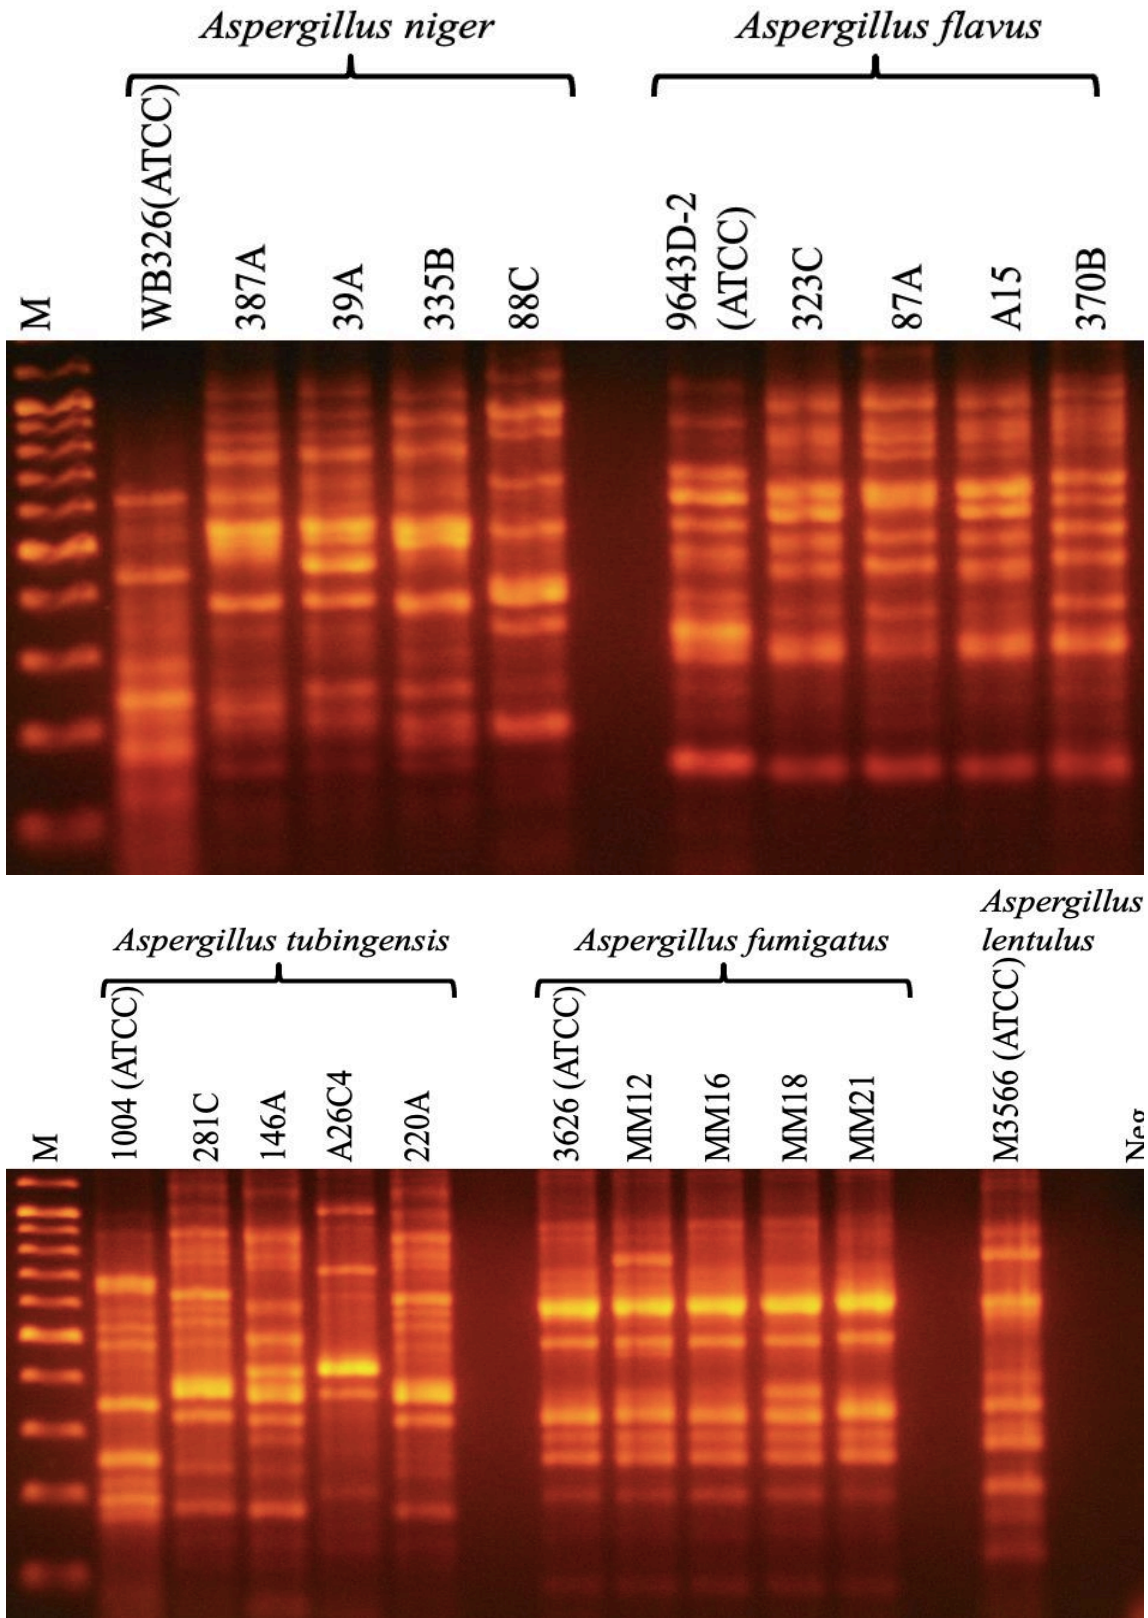 Aspergillus niger
Aspergillus flavus
M
WB326(ATCC)
387A
39A
335B
88C
9643D-2
(ATCC)
323C
87A
A15
370B
Aspergillus tubingensis
Aspergillus fumigatus
Aspergillus
lentulus
M
1004 (ATCC)
281C
146A
A26C4
220A
3626 (ATCC)
MM12
MM16
MM18
MM21
M3566 (ATCC)
Neg